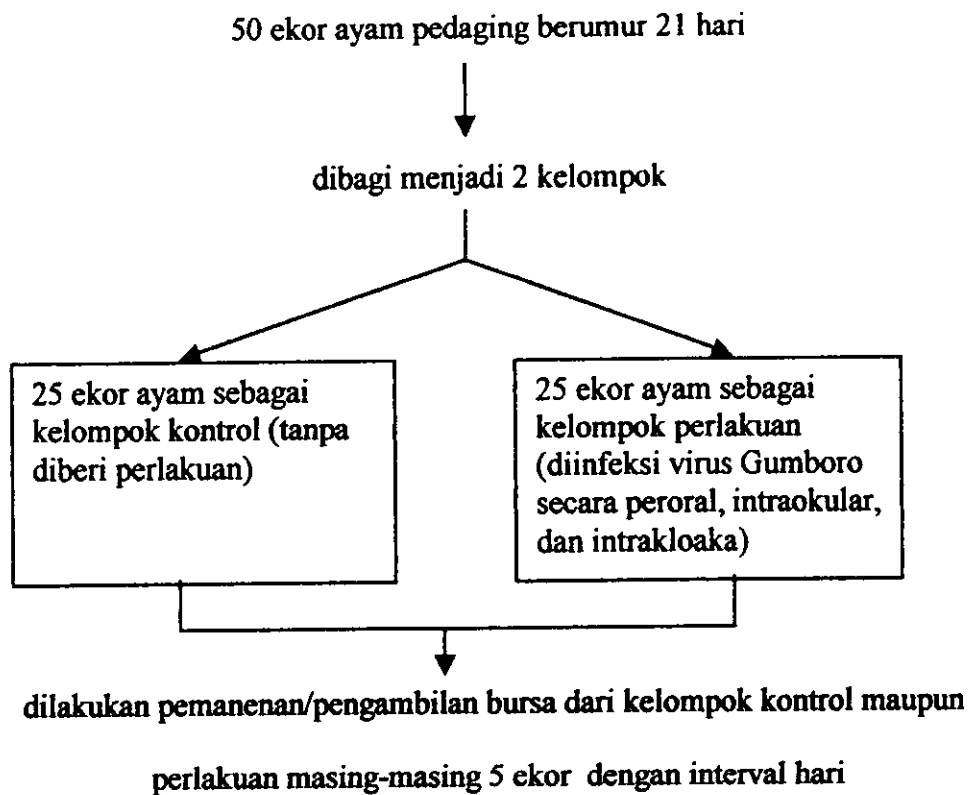 50 ekor ayam pedaging berumur 21 hari
dibagi menjadi 2 kelompok
25 ekor ayam sebagai
kelompok kontrol (tanpa
diberi perlakuan)
25 ekor ayam sebagai
kelompok perlakuan
(diinfeksi virus Gumboro
secara peroral, intraokular,
dan intrakloaka)
dilakukan pemanenan/pengambilan bursa dari kelompok kontrol maupun
perlakuan masing-masing 5 ekor dengan interval hari